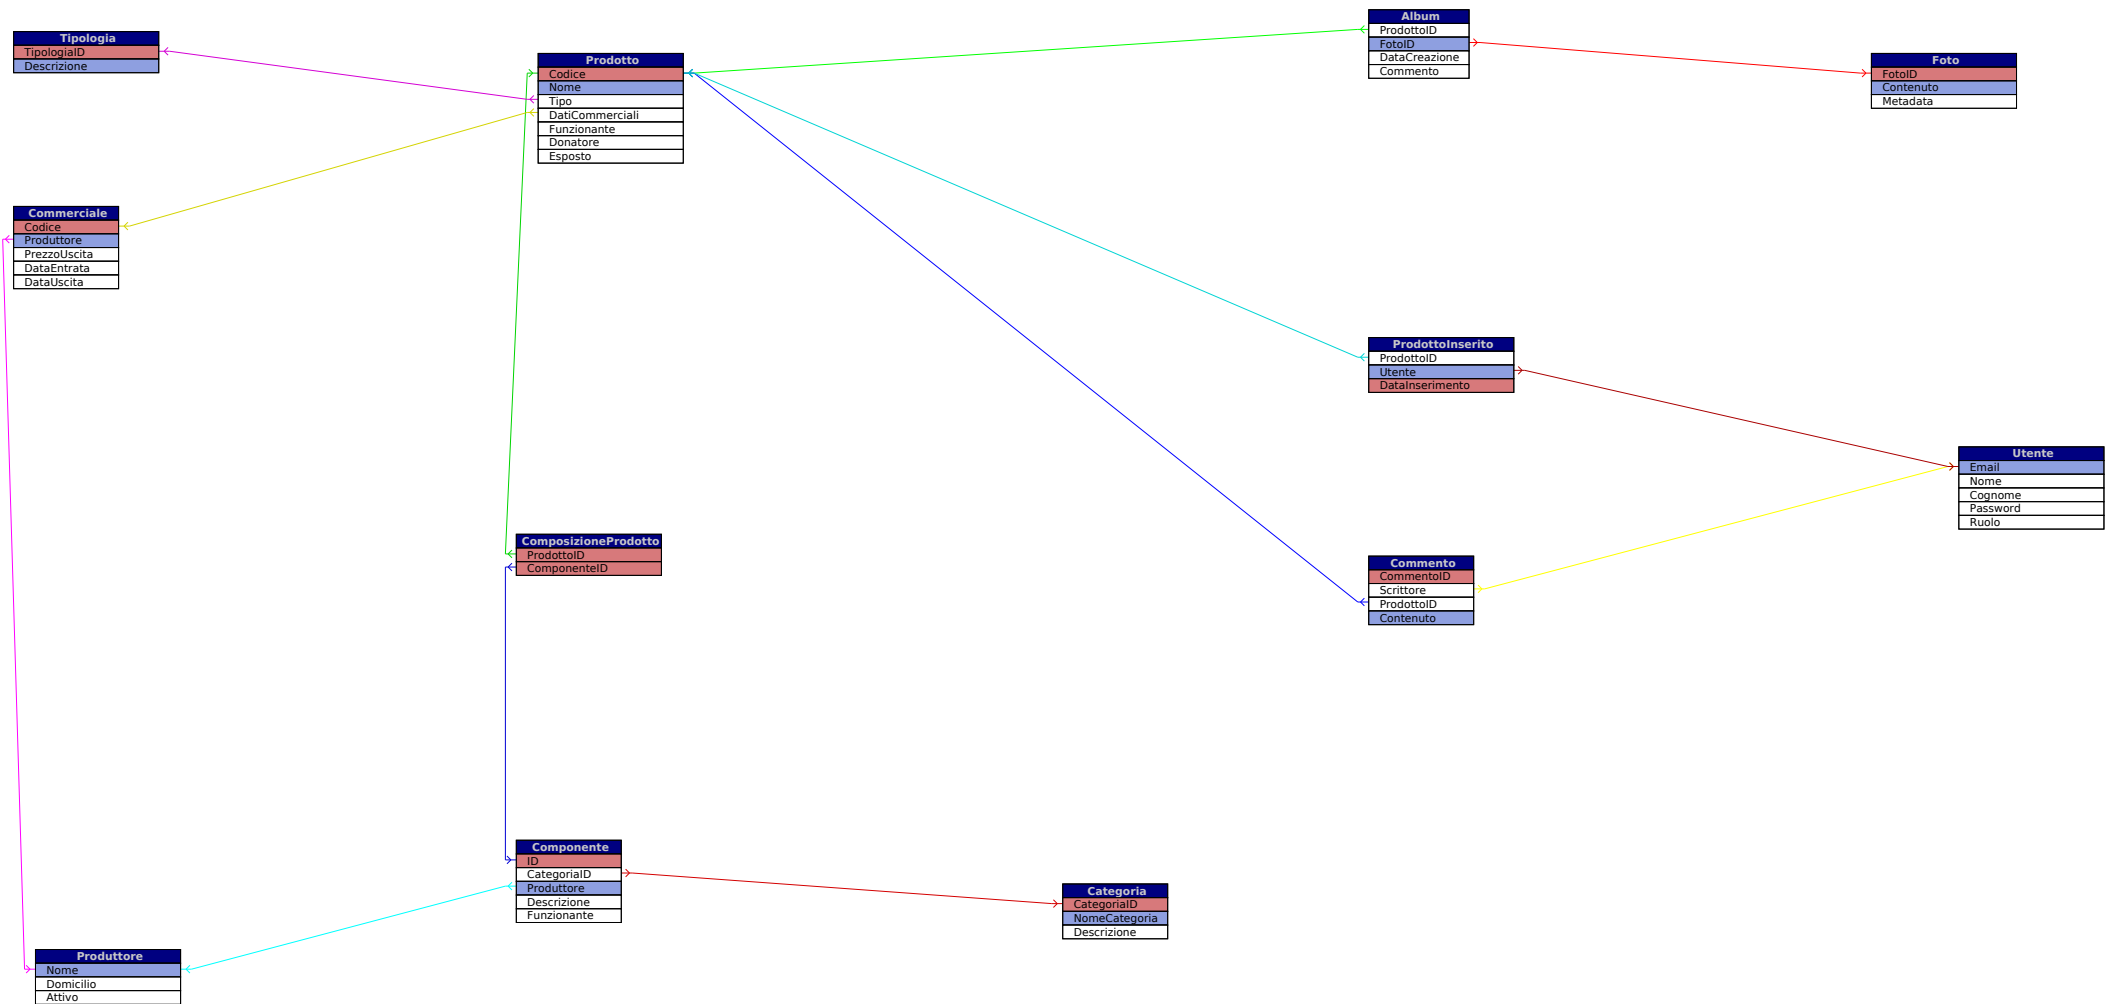 Tipologia
TipologiaID
Descrizione
Prodotto
Codice
Nome
Tipo
DatiCommerciali
Funzionante
Donatore
Esposto
Album
ProdottoID
FotoID
DataCreazione
Commento
Foto
FotoID
Contenuto
Metadata
Commerciale
Codice
Produttore
PrezzoUscita
DataEntrata
DataUscita
ProdottoInserito
ProdottoID
Utente
DataInserimento
Utente
Email
Nome
Cognome
Password
Ruolo
ComposizioneProdotto
ProdottoID
ComponenteID
Commento
CommentoID
Scrittore
ProdottoID
Contenuto
Componente
ID
CategoriaID
Produttore
Descrizione
Funzionante
Categoria
CategoriaID
NomeCategoria
Descrizione
Produttore
Nome
Domicilio
Attivo